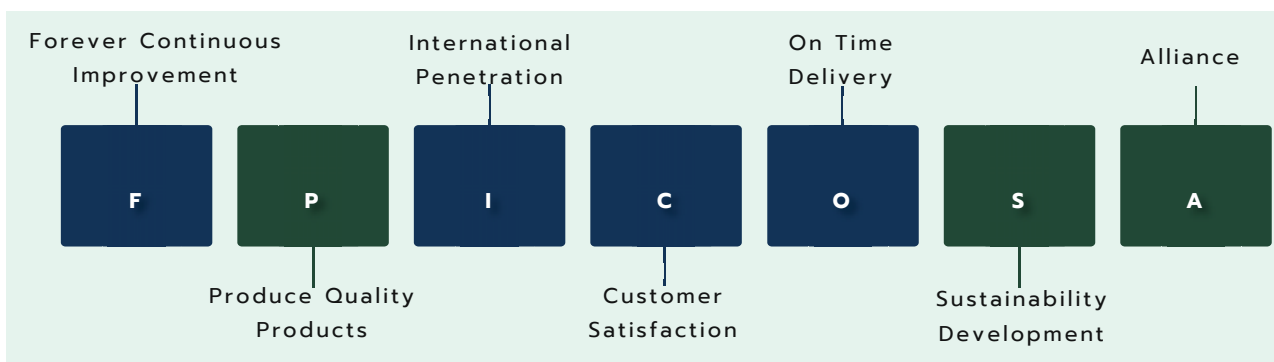 Forever Continuous
Improvement
International
Penetration
On Time
Delivery
Alliance
F
P
I
C
O
S
A
Produce Quality
Products
Customer
Satisfaction
Sustainability
Development